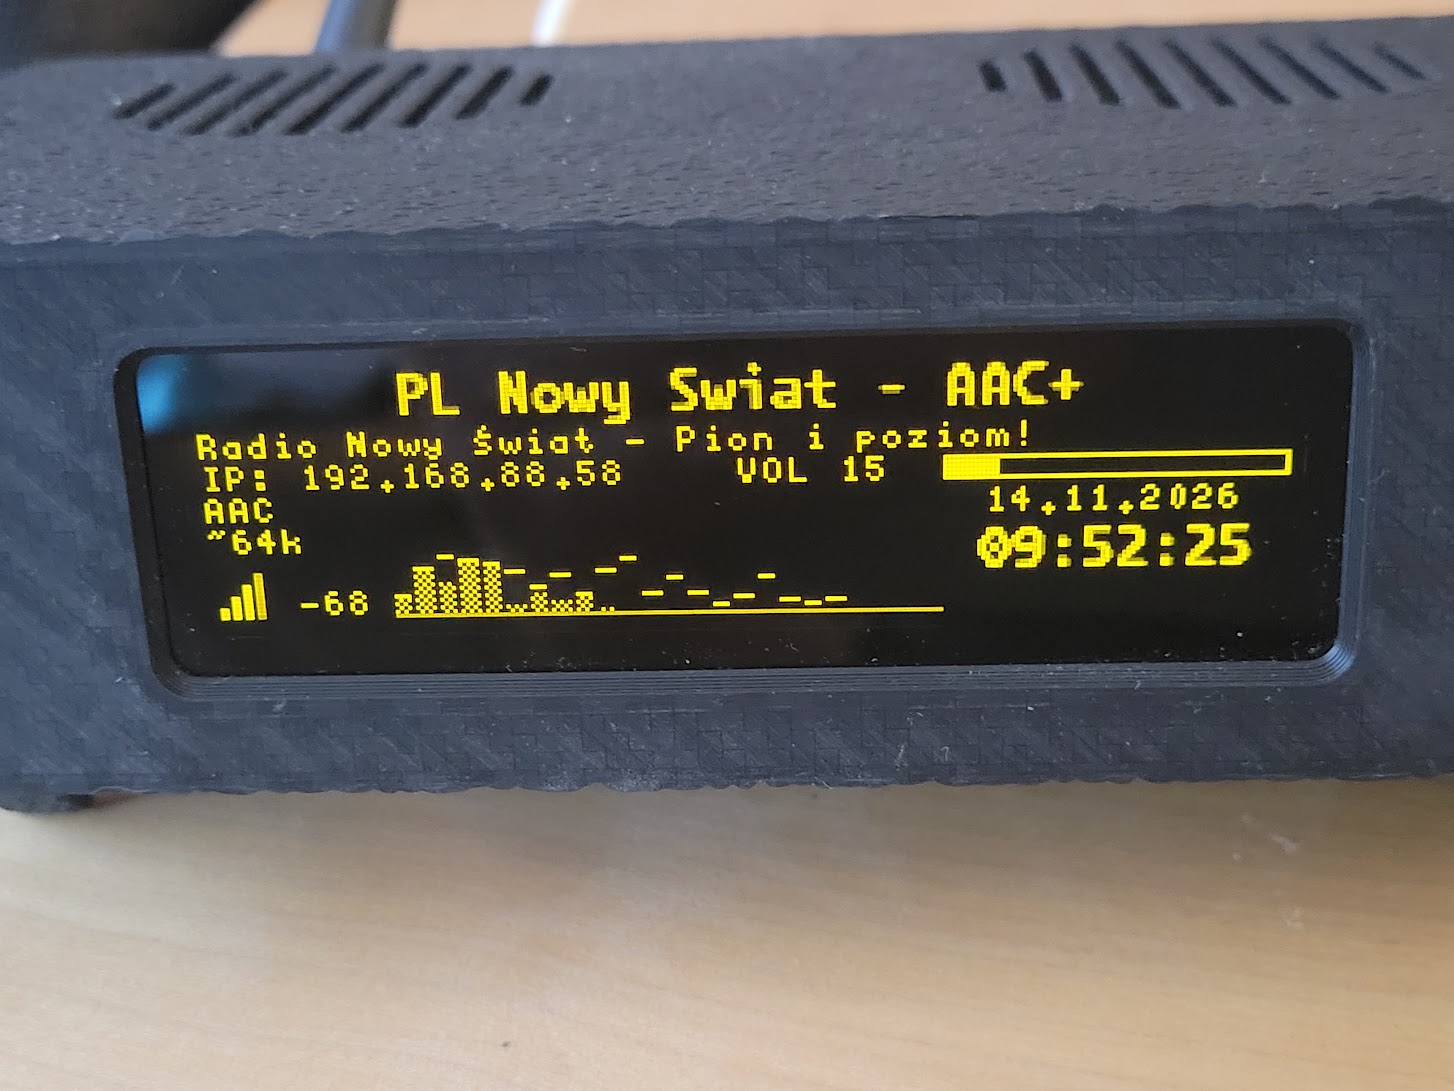 PL Nowy Swiat - AAC+
Radio Nowy Świat - Pion i poziom!
IP: 192.168.88.58 VOL 15
14.11.2026
AAC
~64k
09:52:25
-68